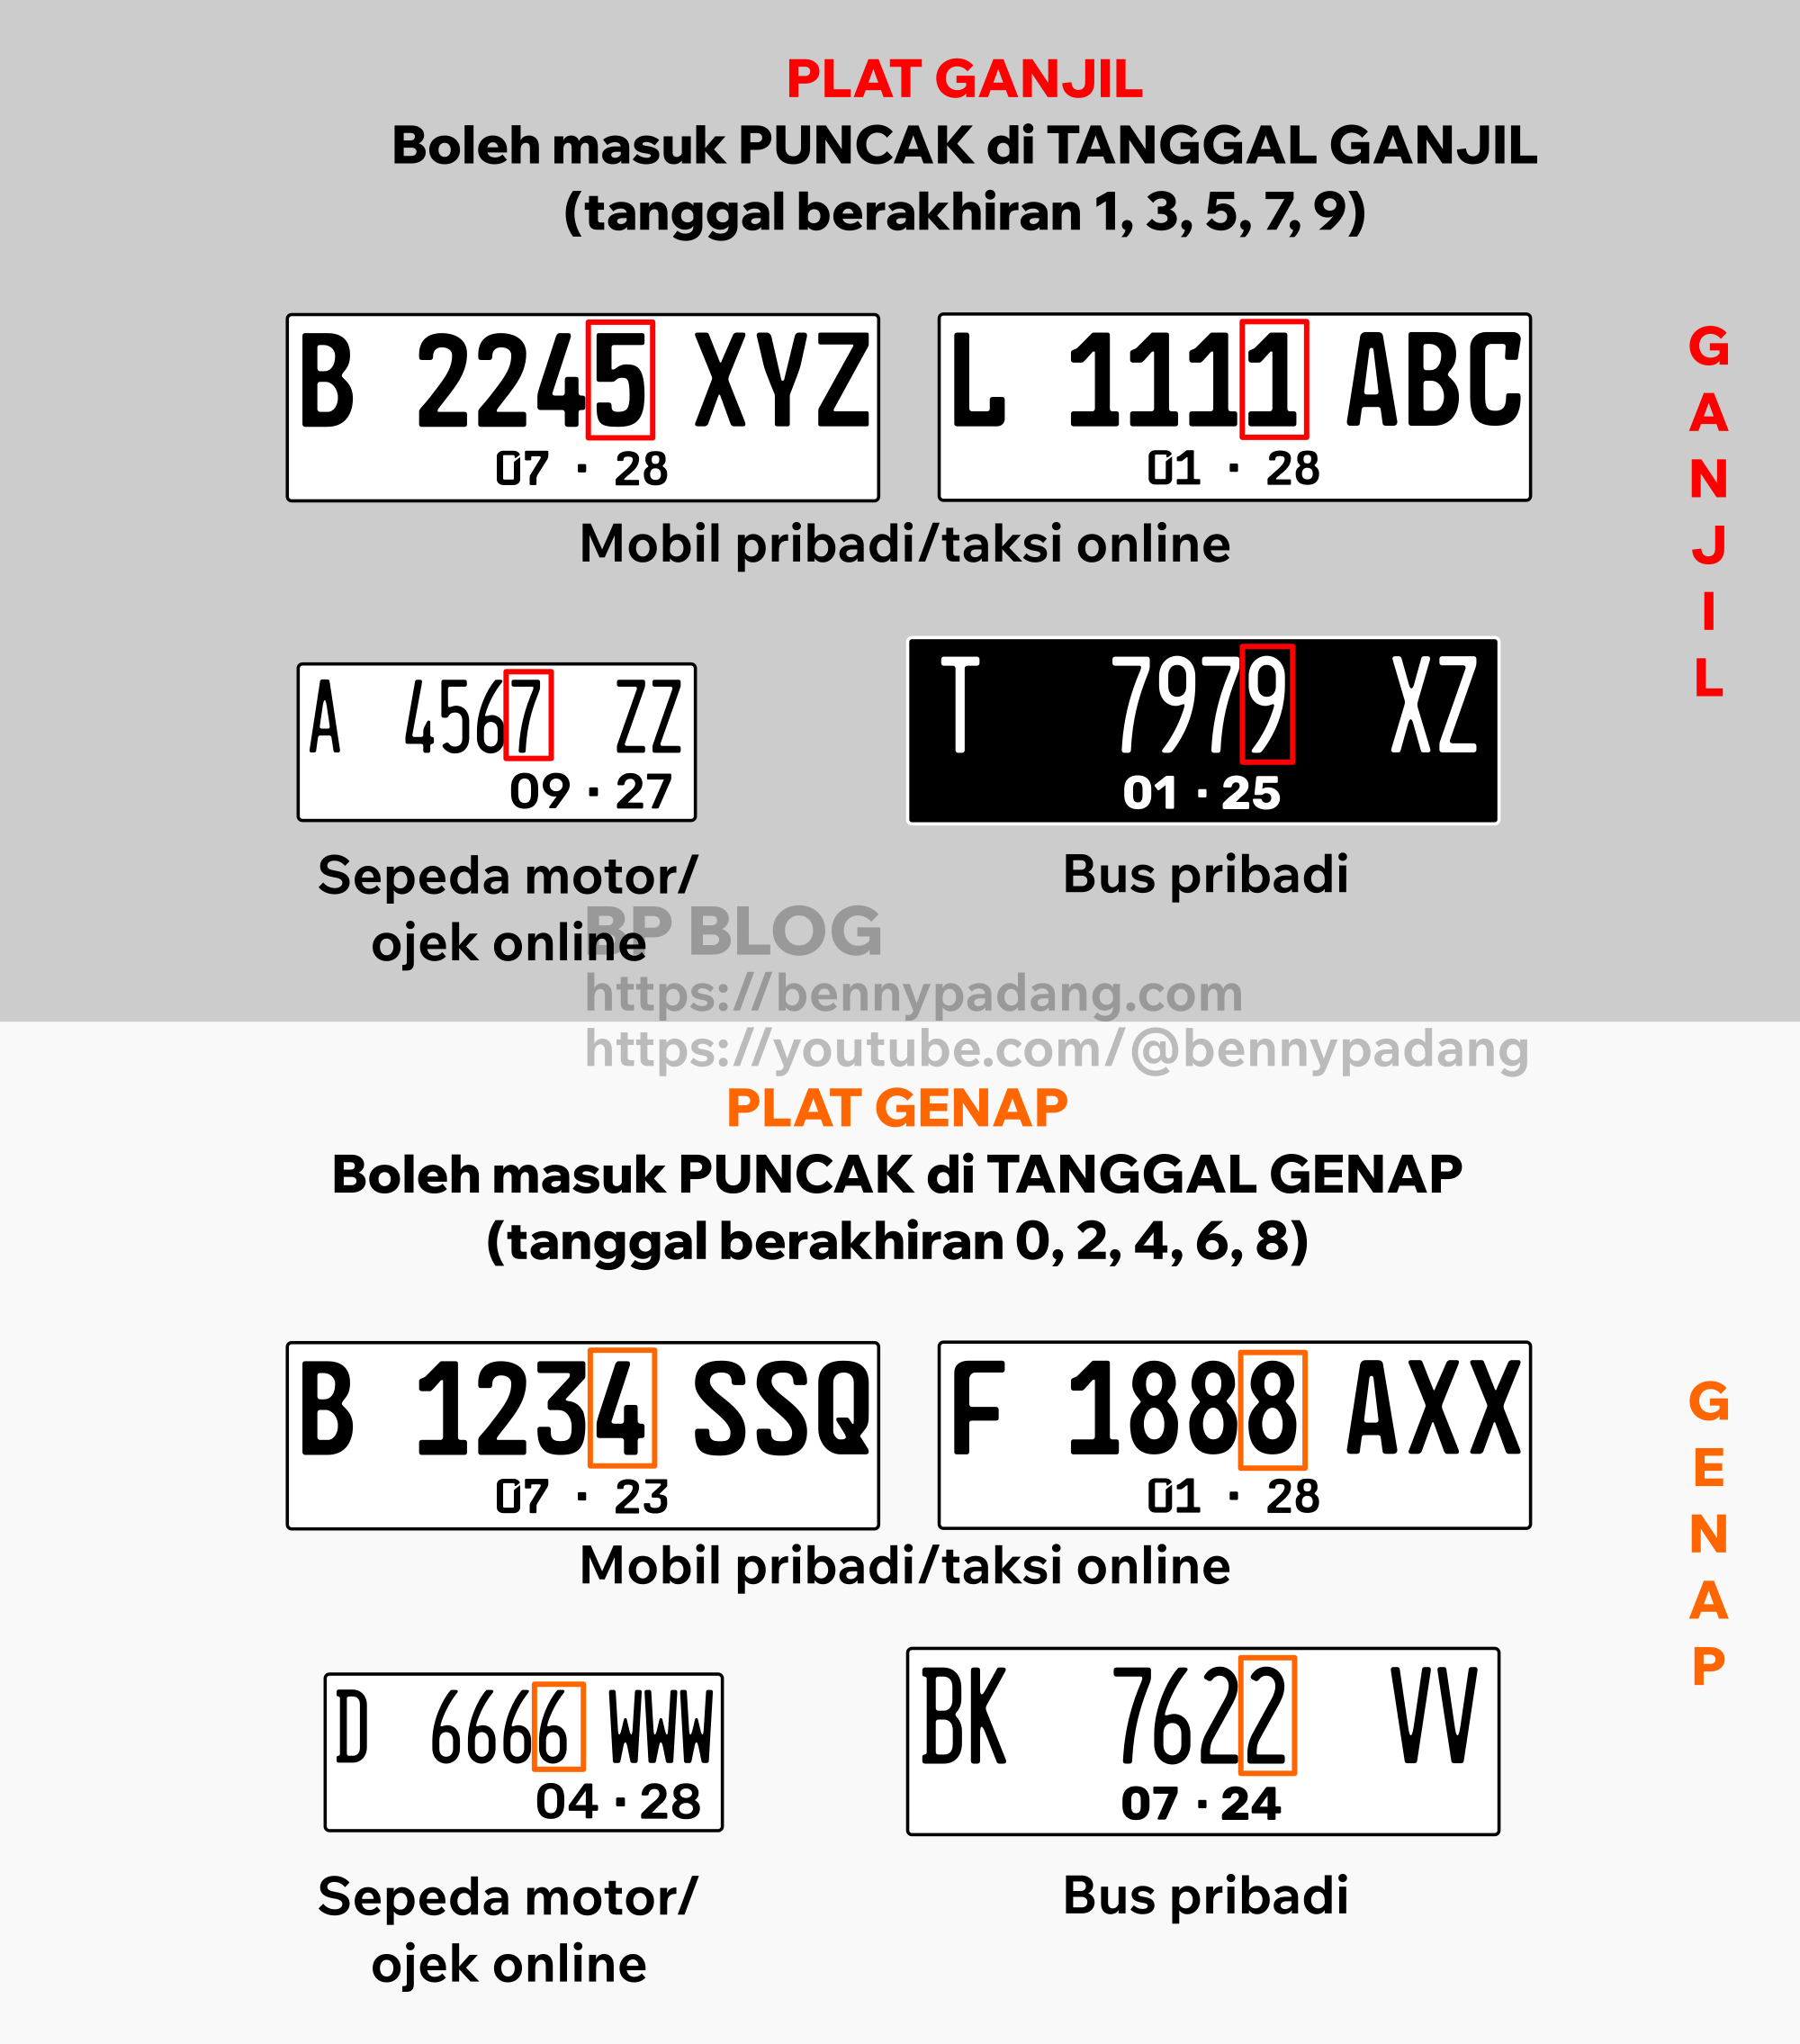 PLAT GANJIL
Boleh masuk PUNCAK di TANGGAL GANJIL
(tanggal berakhiran 1, 3, 5, 7, 9)
B 2245 XYZ
07 · 28
L 1111 ABC
01 · 28
Mobil pribadi/taksi online
A 4567 ZZ
09 · 27
T 7979 XZ
01 · 25
Sepeda motor/
ojek online
Bus pribadi
GANJIL
BP BLOG
https://bennypadang.com
https://youtube.com/@bennypadang
PLAT GENAP
Boleh masuk PUNCAK di TANGGAL GENAP
(tanggal berakhiran 0, 2, 4, 6, 8)
B 1234 SSQ
07 · 23
F 1888 AXX
01 · 28
Mobil pribadi/taksi online
D 6666 WWW
04 · 28
BK 7622 VV
07 · 24
Sepeda motor/
ojek online
Bus pribadi
GENAP